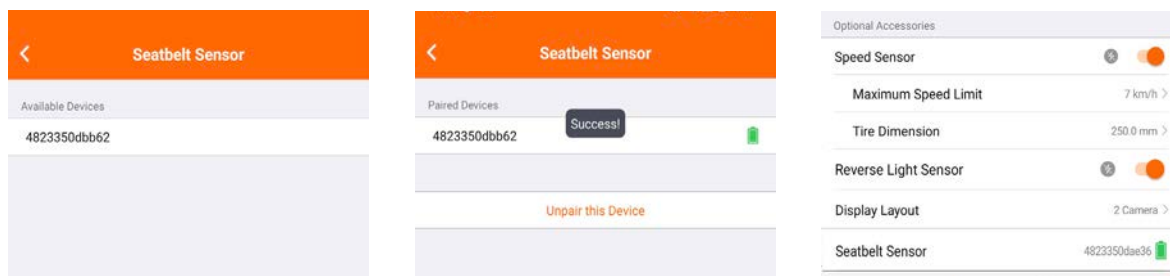 Seatbelt Sensor
Available Devices
4823350dbb62
Seatbelt Sensor
Paired Devices
4823350dbb62
Success!
Unpair this Device
Optional Accessories
Speed Sensor
Maximum Speed Limit 7 km/h >
Tire Dimension 250.0 mm >
Reverse Light Sensor
Display Layout 2 Camera >
Seatbelt Sensor 4823350dae36